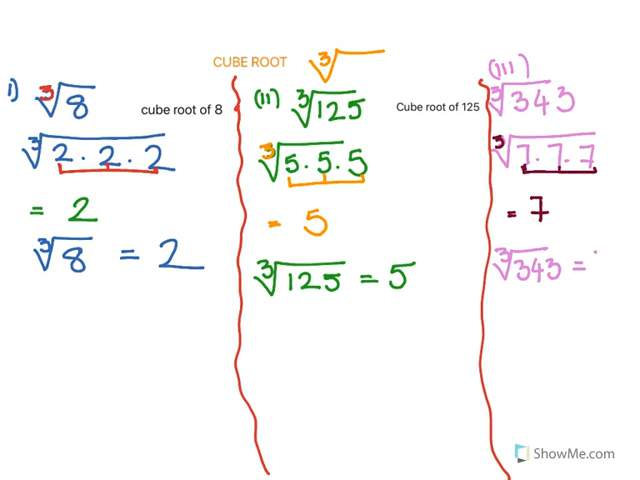 CUBE ROOT ∛
i) ∛8
cube root of 8
∛2.2.2
= 2
∛8 = 2
(ii) ∛125
Cube root of 125
∛5.5.5
= 5
∛125 = 5
(iii)
∛343
∛7.7.7
= 7
∛343 =
ShowMe.com